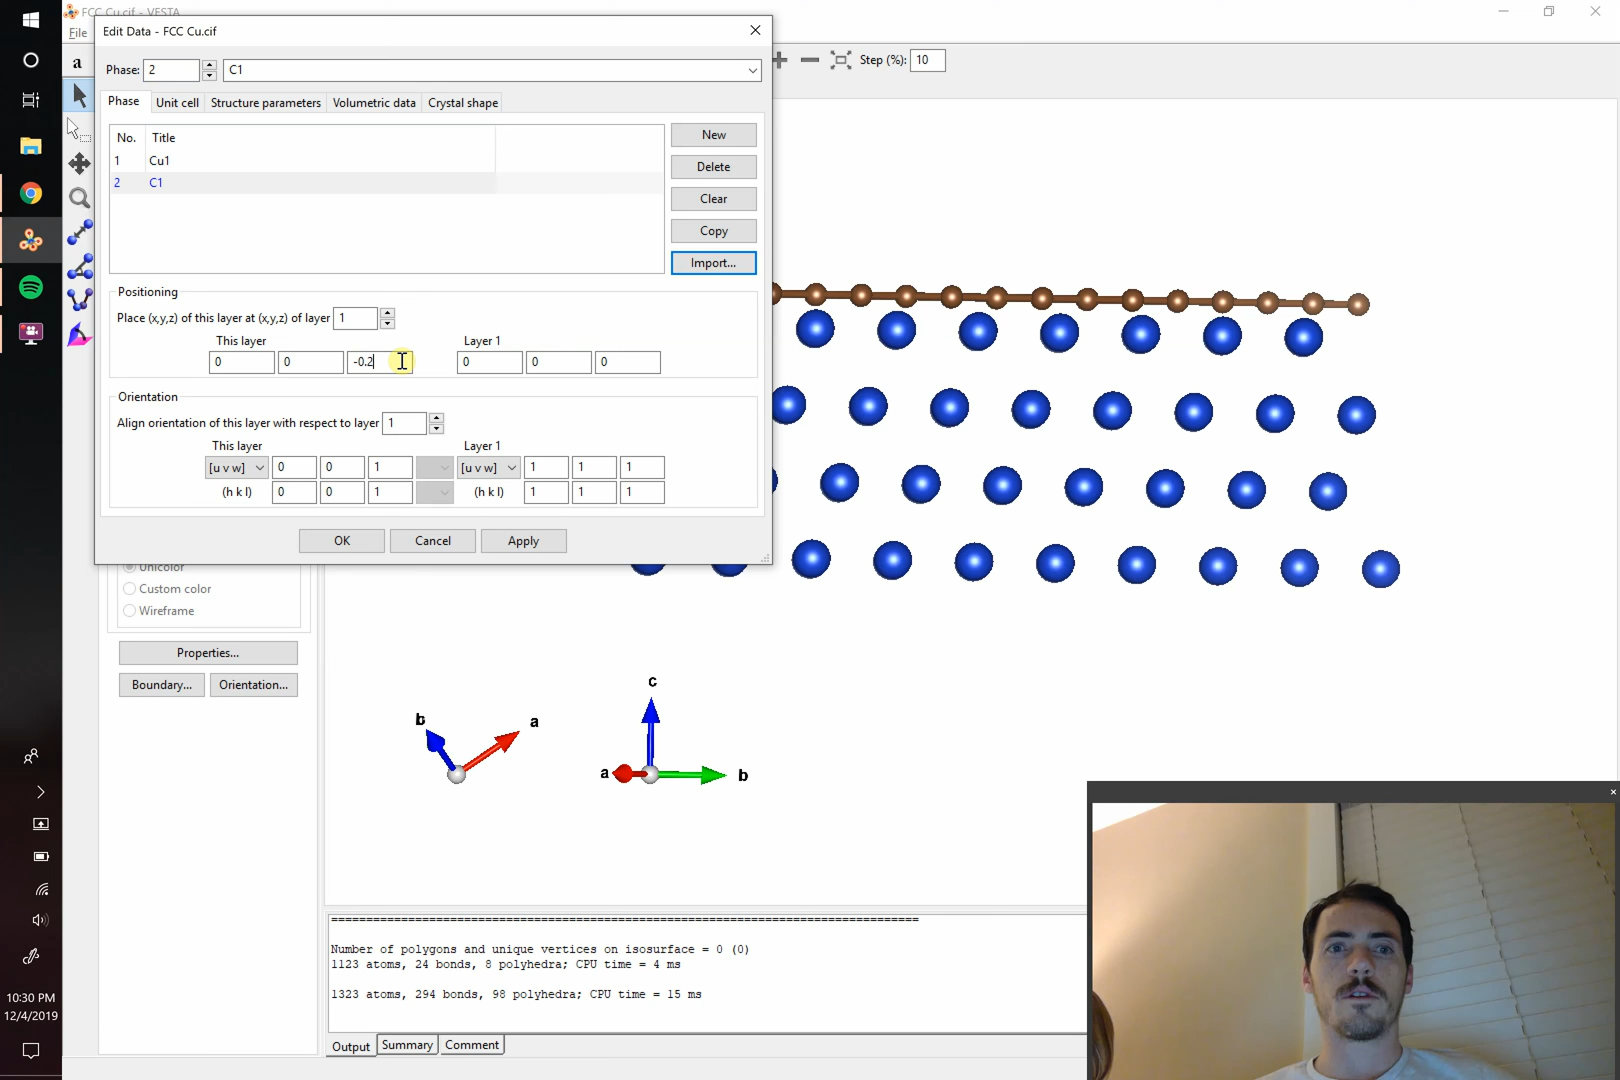 FCC Cu.cif - VESTA
File
Edit Data - FCC Cu.cif
Phase: 2 C1
Step (%): 10
a
Phase Unit cell Structure parameters Volumetric data Crystal shape
No. Title
1 Cu1
2 C1
New
Delete
Clear
Copy
Import...
Positioning
Place (x,y,z) of this layer at (x,y,z) of layer 1
This layer Layer 1
0 0 -0.2 0 0 0
Orientation
Align orientation of this layer with respect to layer 1
This layer Layer 1
[u v w] 0 0 1 [u v w] 1 1 1
(h k l) 0 0 1 (h k l) 1 1 1
OK Cancel Apply
Unicolor
Custom color
Wireframe
Properties...
Boundary... Orientation...
b a
c
a b
================================================================================
Number of polygons and unique vertices on isosurface = 0 (0)
1123 atoms, 24 bonds, 8 polyhedra; CPU time = 4 ms
1323 atoms, 294 bonds, 98 polyhedra; CPU time = 15 ms
Output Summary Comment
10:30 PM
12/4/2019